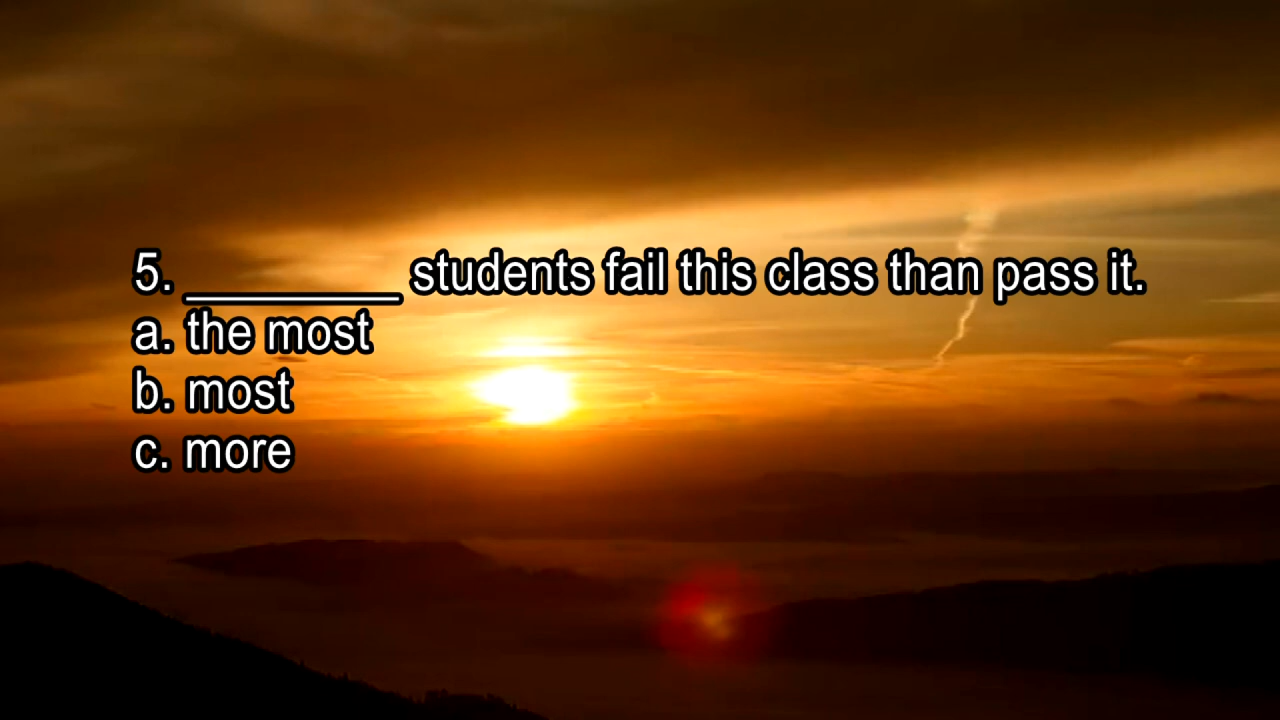 5. _________ students fail this class than pass it.
a. the most
b. most
c. more